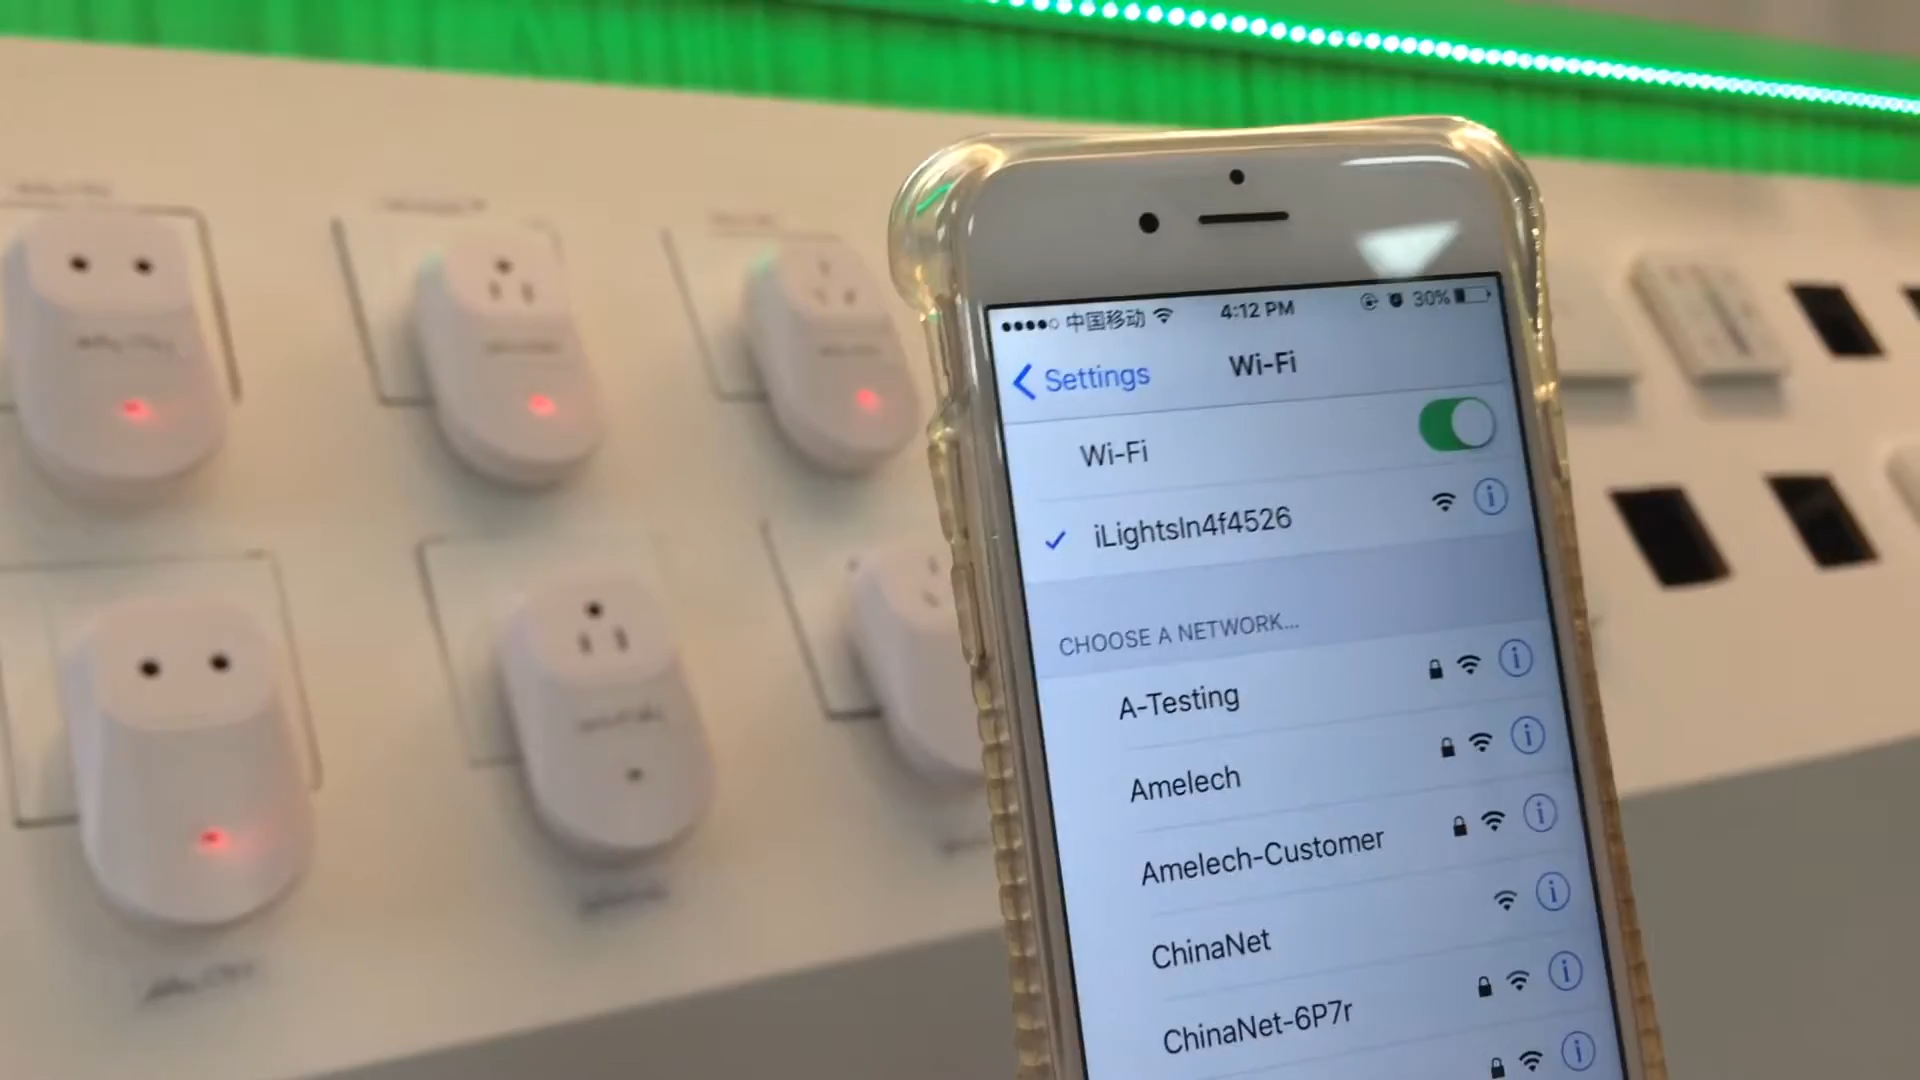 中国移动 4:12 PM 30%
Settings Wi-Fi
Wi-Fi
iLightsIn4f4526
CHOOSE A NETWORK...
A-Testing
Amelech
Amelech-Customer
ChinaNet
ChinaNet-6P7r